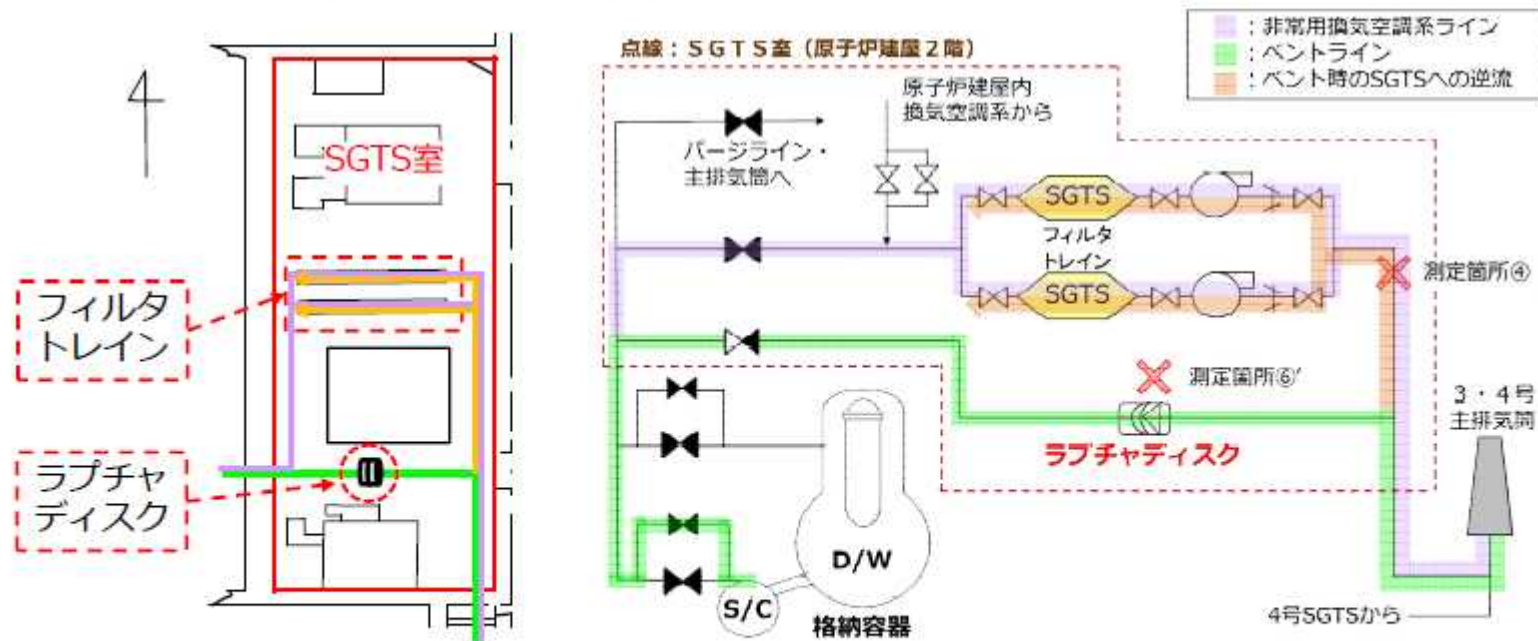 SGTS室
フィルタ
トレイン
ラプチャ
ディスク
：非常用換気空調系ライン
：ベントライン
：ベント時のSGTSへの逆流
点線：ＳＧＴＳ室（原子炉建屋２階）
原子炉建屋内
換気空調系から
パージライン・
主排気筒へ
SGTS
フィルタ
トレイン
SGTS
測定箇所④
測定箇所⑥’
ラプチャディスク
３・４号
主排気筒
D/W
S/C
格納容器
4号SGTSから